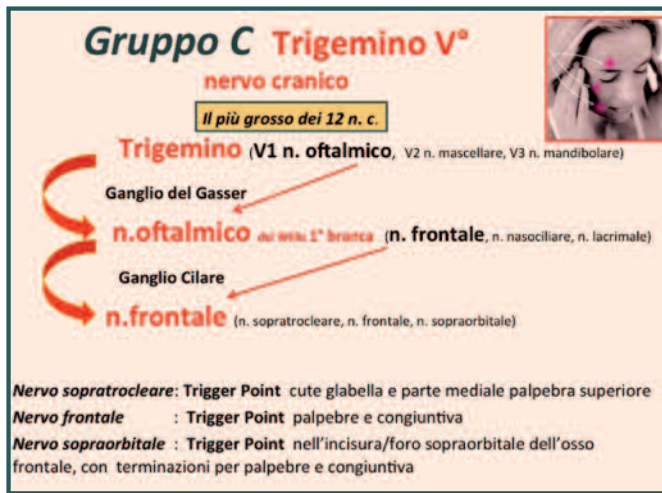 Gruppo C Trigemino V°
nervo cranico
Il più grosso dei 12 n. c.
Trigemino (V1 n. oftalmico, V2 n. mascellare, V3 n. mandibolare)
Ganglio del Gasser
n.oftalmico 1° branca (n. frontale, n. nasociliare, n. lacrimale)
Ganglio Cilare
n.frontale (n. sopratrocleare, n. frontale, n. sopraorbitale)
Nervo sopratrocleare: Trigger Point cute glabella e parte mediale palpebra superiore
Nervo frontale : Trigger Point palpebre e congiuntiva
Nervo sopraorbitale : Trigger Point nell'incisura/foro sopraorbitale dell'osso
frontale, con terminazioni per palpebre e congiuntiva